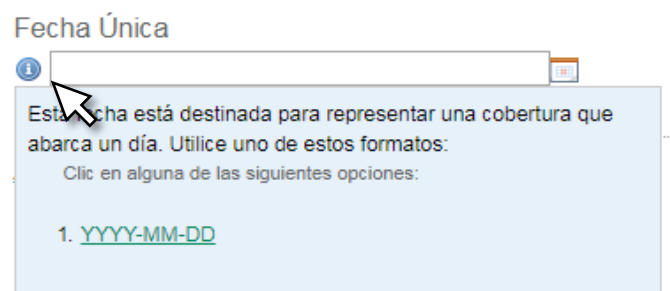 Fecha Única
Esta fecha está destinada para representar una cobertura que
abarca un día. Utilice uno de estos formatos:
Clic en alguna de las siguientes opciones:
1. YYYY-MM-DD